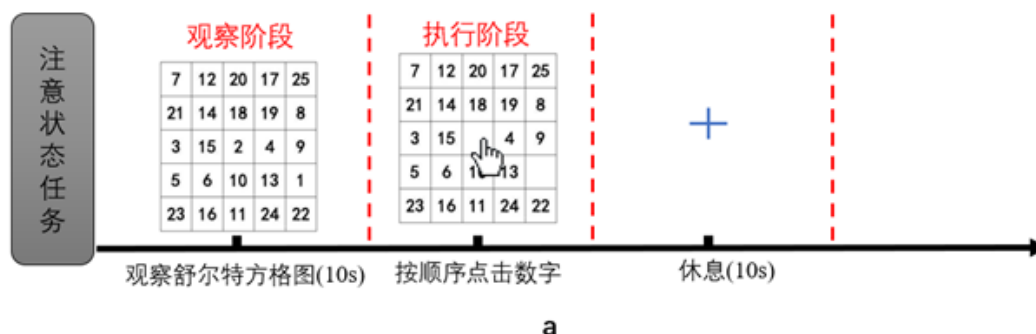 注意状态任务
观察阶段
7 12 20 17 25
21 14 18 19 8
3 15 2 4 9
5 6 10 13 1
23 16 11 24 22
观察舒尔特方格图(10s)
执行阶段
7 12 20 17 25
21 14 18 19 8
3 15 4 9
5 6 13
23 16 11 24 22
按顺序点击数字
休息(10s)
a